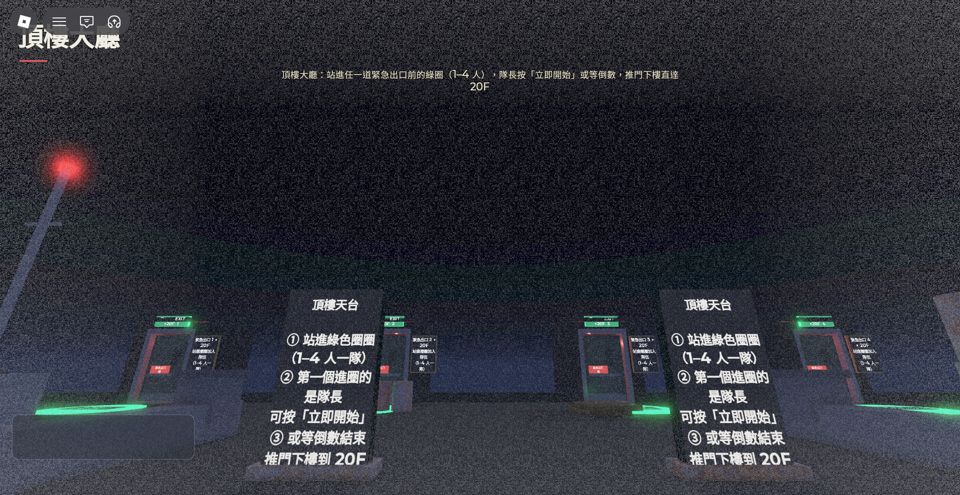 頂樓大廳
頂樓大廳：站進任一道緊急出口前的綠圈（1–4 人），隊長按「立即開始」或等倒數，推門下樓直達
20F
頂樓天台
① 站進綠色圈圈
（1–4 人一隊）
② 第一個進圈的
是隊長
可按「立即開始」
③ 或等倒數結束
推門下樓到 20F
頂樓天台
① 站進綠色圈圈
（1–4 人一隊）
② 第一個進圈的
是隊長
可按「立即開始」
③ 或等倒數結束
推門下樓到 20F
EXIT